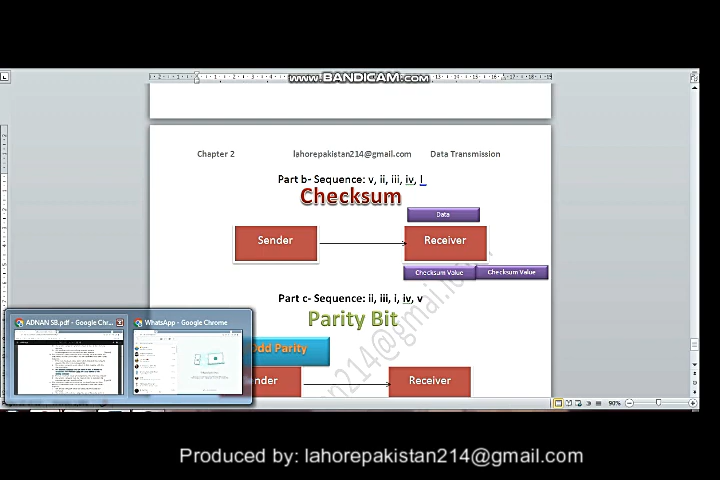 www.BANDICAM.com
Chapter 2 lahorepakistan214@gmail.com Data Transmission
Part b- Sequence: v, ii, iii, iv, I
Checksum
Data
Sender
Receiver
Checksum Value Checksum Value
Part c- Sequence: ii, iii, i, iv, v
Parity Bit
Odd Parity
ender
Receiver
ADNAN SB.pdf - Google Chr...
WhatsApp - Google Chrome
90%
Produced by: lahorepakistan214@gmail.com